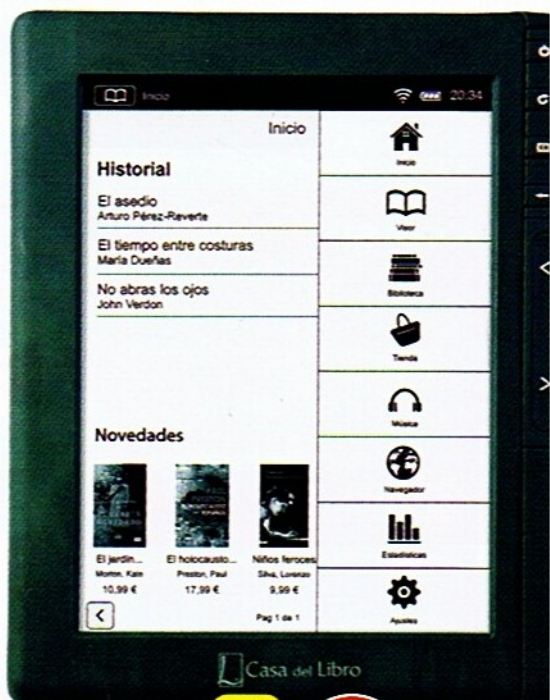 Inicio
20:34
Inicio
Historial
El asedio
Arturo Pérez-Reverte
El tiempo entre costuras
María Dueñas
No abras los ojos
John Verdon
Novedades
El jardín...
Morton, Kate
10,99 €
El holocausto...
Preston, Paul
17,99 €
Niños feroces
Silva, Lorenzo
9,99 €
Pag 1 de 1
Inicio
Visor
Biblioteca
Tienda
Música
Navegador
Estadísticas
Ajustes
Casa del Libro